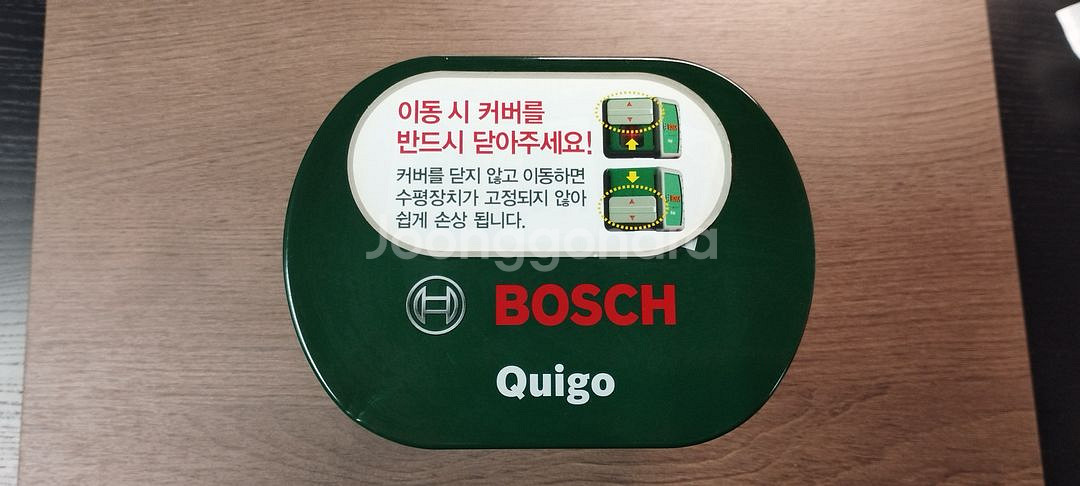 이동 시 커버를
반드시 닫아주세요!
커버를 닫지 않고 이동하면
수평장치가 고정되지 않아
쉽게 손상 됩니다.
Joonggonara
BOSCH
Quigo